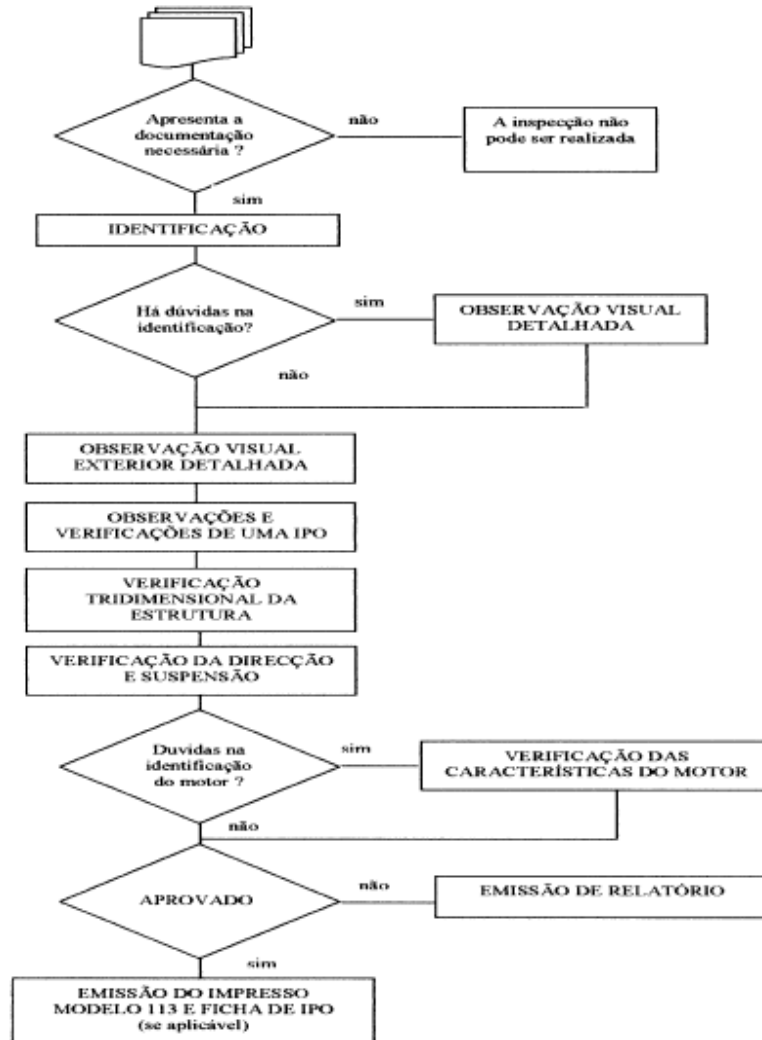 Apresenta a
documentação
necessária ?
não
A inspecção não
pode ser realizada
sim
IDENTIFICAÇÃO
Há dúvidas na
identificação?
sim
OBSERVAÇÃO VISUAL
DETALHADA
não
OBSERVAÇÃO VISUAL
EXTERIOR DETALHADA
OBSERVAÇÕES E
VERIFICAÇÕES DE UMA IPO
VERIFICAÇÃO
TRIDIMENSIONAL DA
ESTRUTURA
VERIFICAÇÃO DA DIRECÇÃO
E SUSPENSÃO
Duvidas na
identificação
do motor ?
sim
VERIFICAÇÃO DAS
CARACTERÍSTICAS DO MOTOR
não
APROVADO
não
EMISSÃO DE RELATÓRIO
sim
EMISSÃO DO IMPRESSO
MODELO 113 E FICHA DE IPO
(se aplicável)